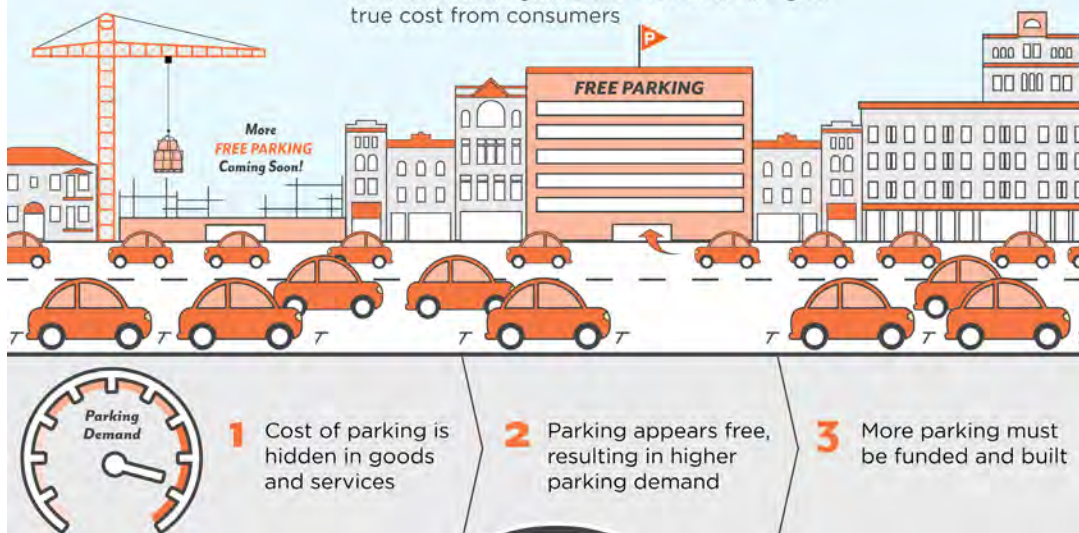 true cost from consumers
P
FREE PARKING
More
FREE PARKING
Coming Soon!
Parking
Demand
1 Cost of parking is
hidden in goods
and services
2 Parking appears free,
resulting in higher
parking demand
3 More parking must
be funded and built